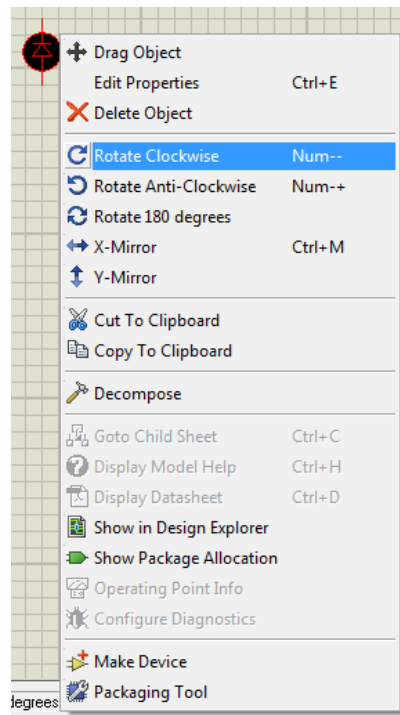 Drag Object
Edit Properties Ctrl+E
Delete Object
Rotate Clockwise Num--
Rotate Anti-Clockwise Num-+
Rotate 180 degrees
X-Mirror Ctrl+M
Y-Mirror
Cut To Clipboard
Copy To Clipboard
Decompose
Goto Child Sheet Ctrl+C
Display Model Help Ctrl+H
Display Datasheet Ctrl+D
Show in Design Explorer
Show Package Allocation
Operating Point Info
Configure Diagnostics
Make Device
Packaging Tool
degrees